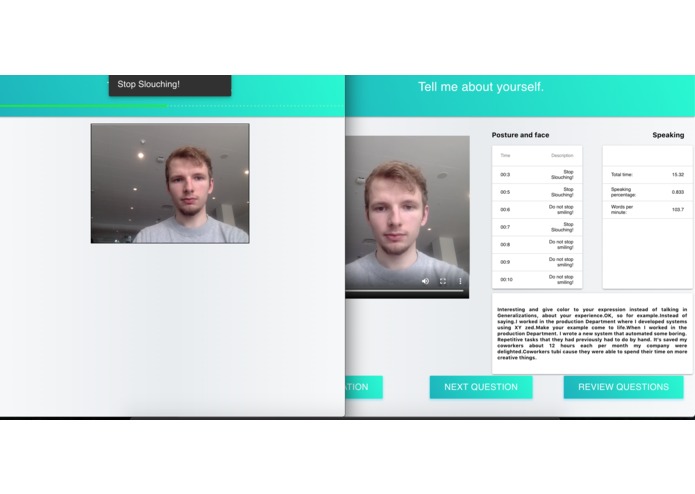 Stop Slouching!
Tell me about yourself.
Posture and face
Time Description
00:3 Stop
Slouching!
00:5 Stop
Slouching!
00:6 Do not stop
smiling!
00:7 Stop
Slouching!
00:8 Do not stop
smiling!
00:9 Do not stop
smiling!
00:10 Do not stop
smiling!
Speaking
Total time: 15.32
Speaking
percentage: 0.833
Words per
minute: 103.7
Interesting and give color to your expression instead of talking in
Generalizations, about your experience.OK, so for example.Instead of
saying.I worked in the production Department where I developed systems
using XY zed.Make your example come to life.When I worked in the
production Department. I wrote a new system that automated some boring.
Repetitive tasks that they had previously had to do by hand. It's saved my
coworkers about 12 hours each per month my company were
delighted.Coworkers tubi cause they were able to spend their time on more
creative things.
NEXT QUESTION
REVIEW QUESTIONS